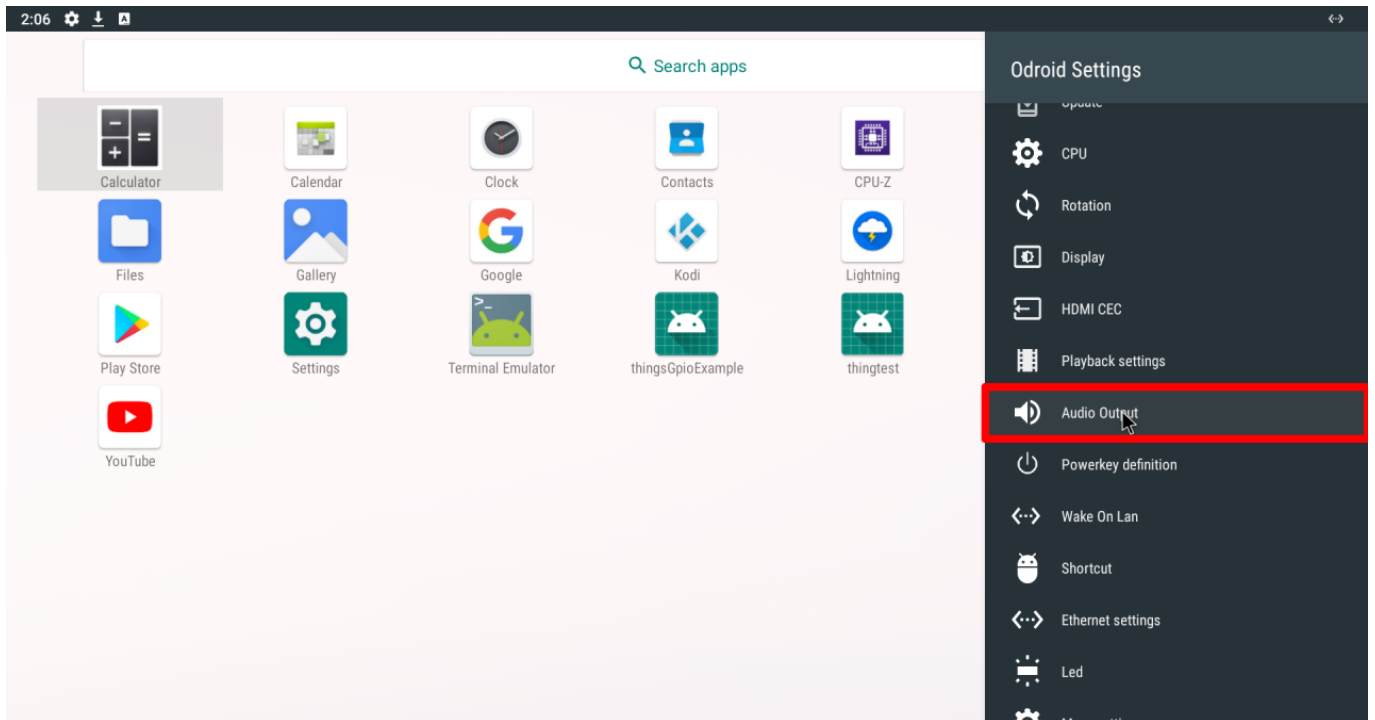 2:06
Search apps
Calculator
Calendar
Clock
Contacts
CPU-Z
Files
Gallery
Google
Kodi
Lightning
Play Store
Settings
Terminal Emulator
thingsGpioExample
thingtest
YouTube
Odroid Settings
Update
CPU
Rotation
Display
HDMI CEC
Playback settings
Audio Output
Powerkey definition
Wake On Lan
Shortcut
Ethernet settings
Led